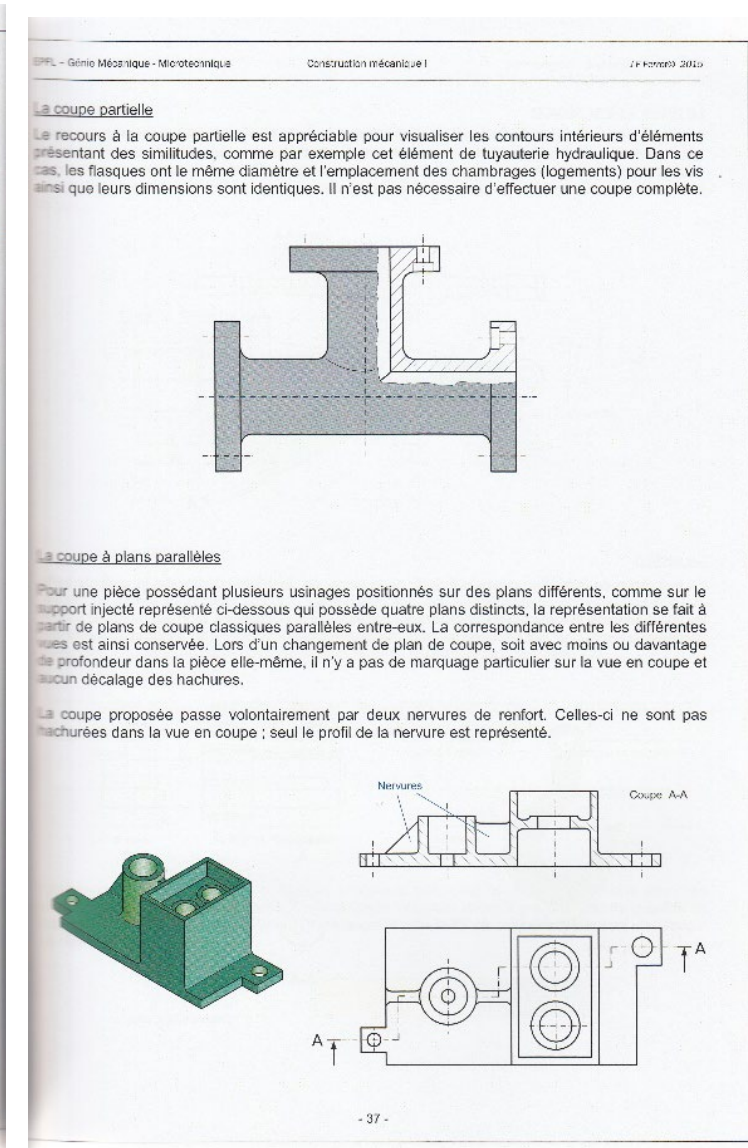 EPFL – Génie Mécanique - Microtechnique
Construction mécanique I
2015
La coupe partielle
Le recours à la coupe partielle est appréciable pour visualiser les contours intérieurs d'éléments
présentant des similitudes, comme par exemple cet élément de tuyauterie hydraulique. Dans ce
cas, les flasques ont le même diamètre et l'emplacement des chambrages (logements) pour les vis
ainsi que leurs dimensions sont identiques. Il n'est pas nécessaire d'effectuer une coupe complète.
La coupe à plans parallèles
Pour une pièce possédant plusieurs usinages positionnés sur des plans différents, comme sur le
support injecté représenté ci-dessous qui possède quatre plans distincts, la représentation se fait à
partir de plans de coupe classiques parallèles entre-eux. La correspondance entre les différentes
vues est ainsi conservée. Lors d'un changement de plan de coupe, soit avec moins ou davantage
de profondeur dans la pièce elle-même, il n'y a pas de marquage particulier sur la vue en coupe et
aucun décalage des hachures.
La coupe proposée passe volontairement par deux nervures de renfort. Celles-ci ne sont pas
hachurées dans la vue en coupe ; seul le profil de la nervure est représenté.
Nervures
Coupe A-A
A
A
- 37 -